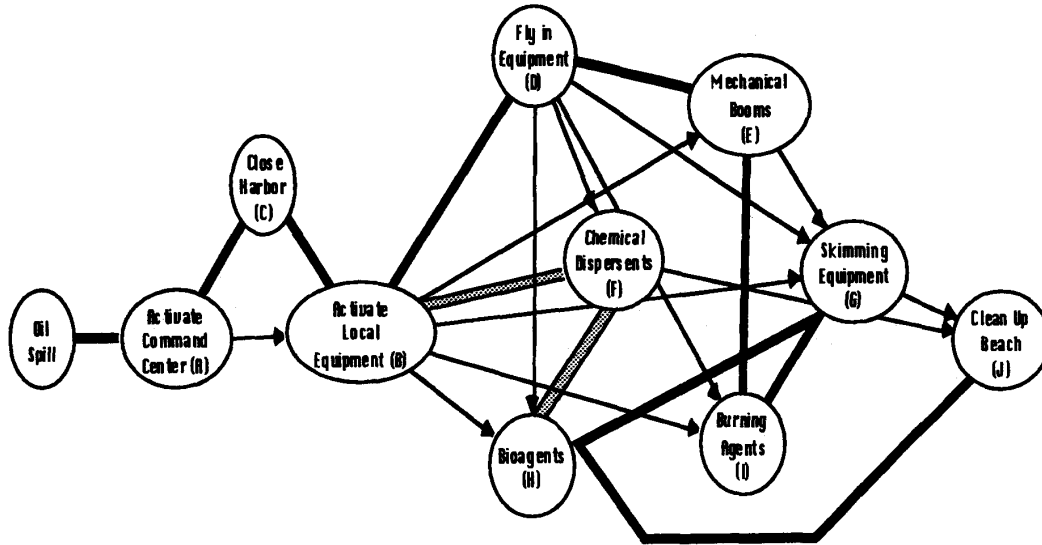 Oil
Spill
Activate
Command
Center (A)
Close
Harbor
(C)
Activate
Local
Equipment (B)
Fly in
Equipment
(D)
Mechanical
Booms
(E)
Chemical
Dispersents
(F)
Skimming
Equipment
(G)
Clean Up
Beach
(J)
Bioagents
(H)
Burning
Agents
(I)